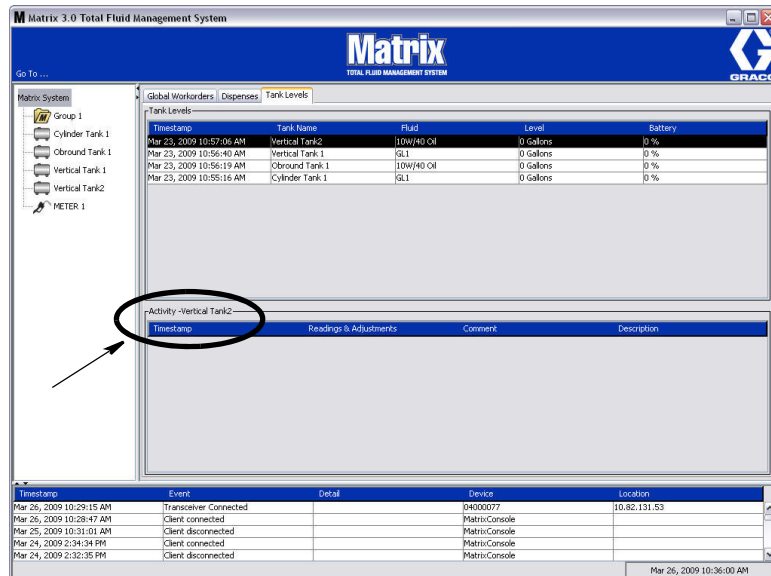 M Matrix 3.0 Total Fluid Management System
Matrix
TOTAL FLUID MANAGEMENT SYSTEM
GRACO
Go To ...
Matrix System
Group 1
Cylinder Tank 1
Obround Tank 1
Vertical Tank 1
Vertical Tank2
METER 1
Global Workorders Dispenses Tank Levels
Tank Levels
Timestamp Tank Name Fluid Level Battery
Mar 23, 2009 10:57:06 AM Vertical Tank2 10W/40 Oil 0 Gallons 0 %
Mar 23, 2009 10:56:40 AM Vertical Tank 1 GL1 0 Gallons 0 %
Mar 23, 2009 10:56:19 AM Obround Tank 1 10W/40 Oil 0 Gallons 0 %
Mar 23, 2009 10:55:16 AM Cylinder Tank 1 GL1 0 Gallons 0 %
Activity -Vertical Tank2
Timestamp Readings & Adjustments Comment Description
Timestamp Event Detail Device Location
Mar 26, 2009 10:29:15 AM Transceiver Connected 04000077 10.82.131.53
Mar 26, 2009 10:28:47 AM Client connected MatrixConsole
Mar 25, 2009 10:31:01 AM Client disconnected MatrixConsole
Mar 24, 2009 2:34:34 PM Client connected MatrixConsole
Mar 24, 2009 2:32:35 PM Client disconnected MatrixConsole
Mar 26, 2009 10:36:00 AM